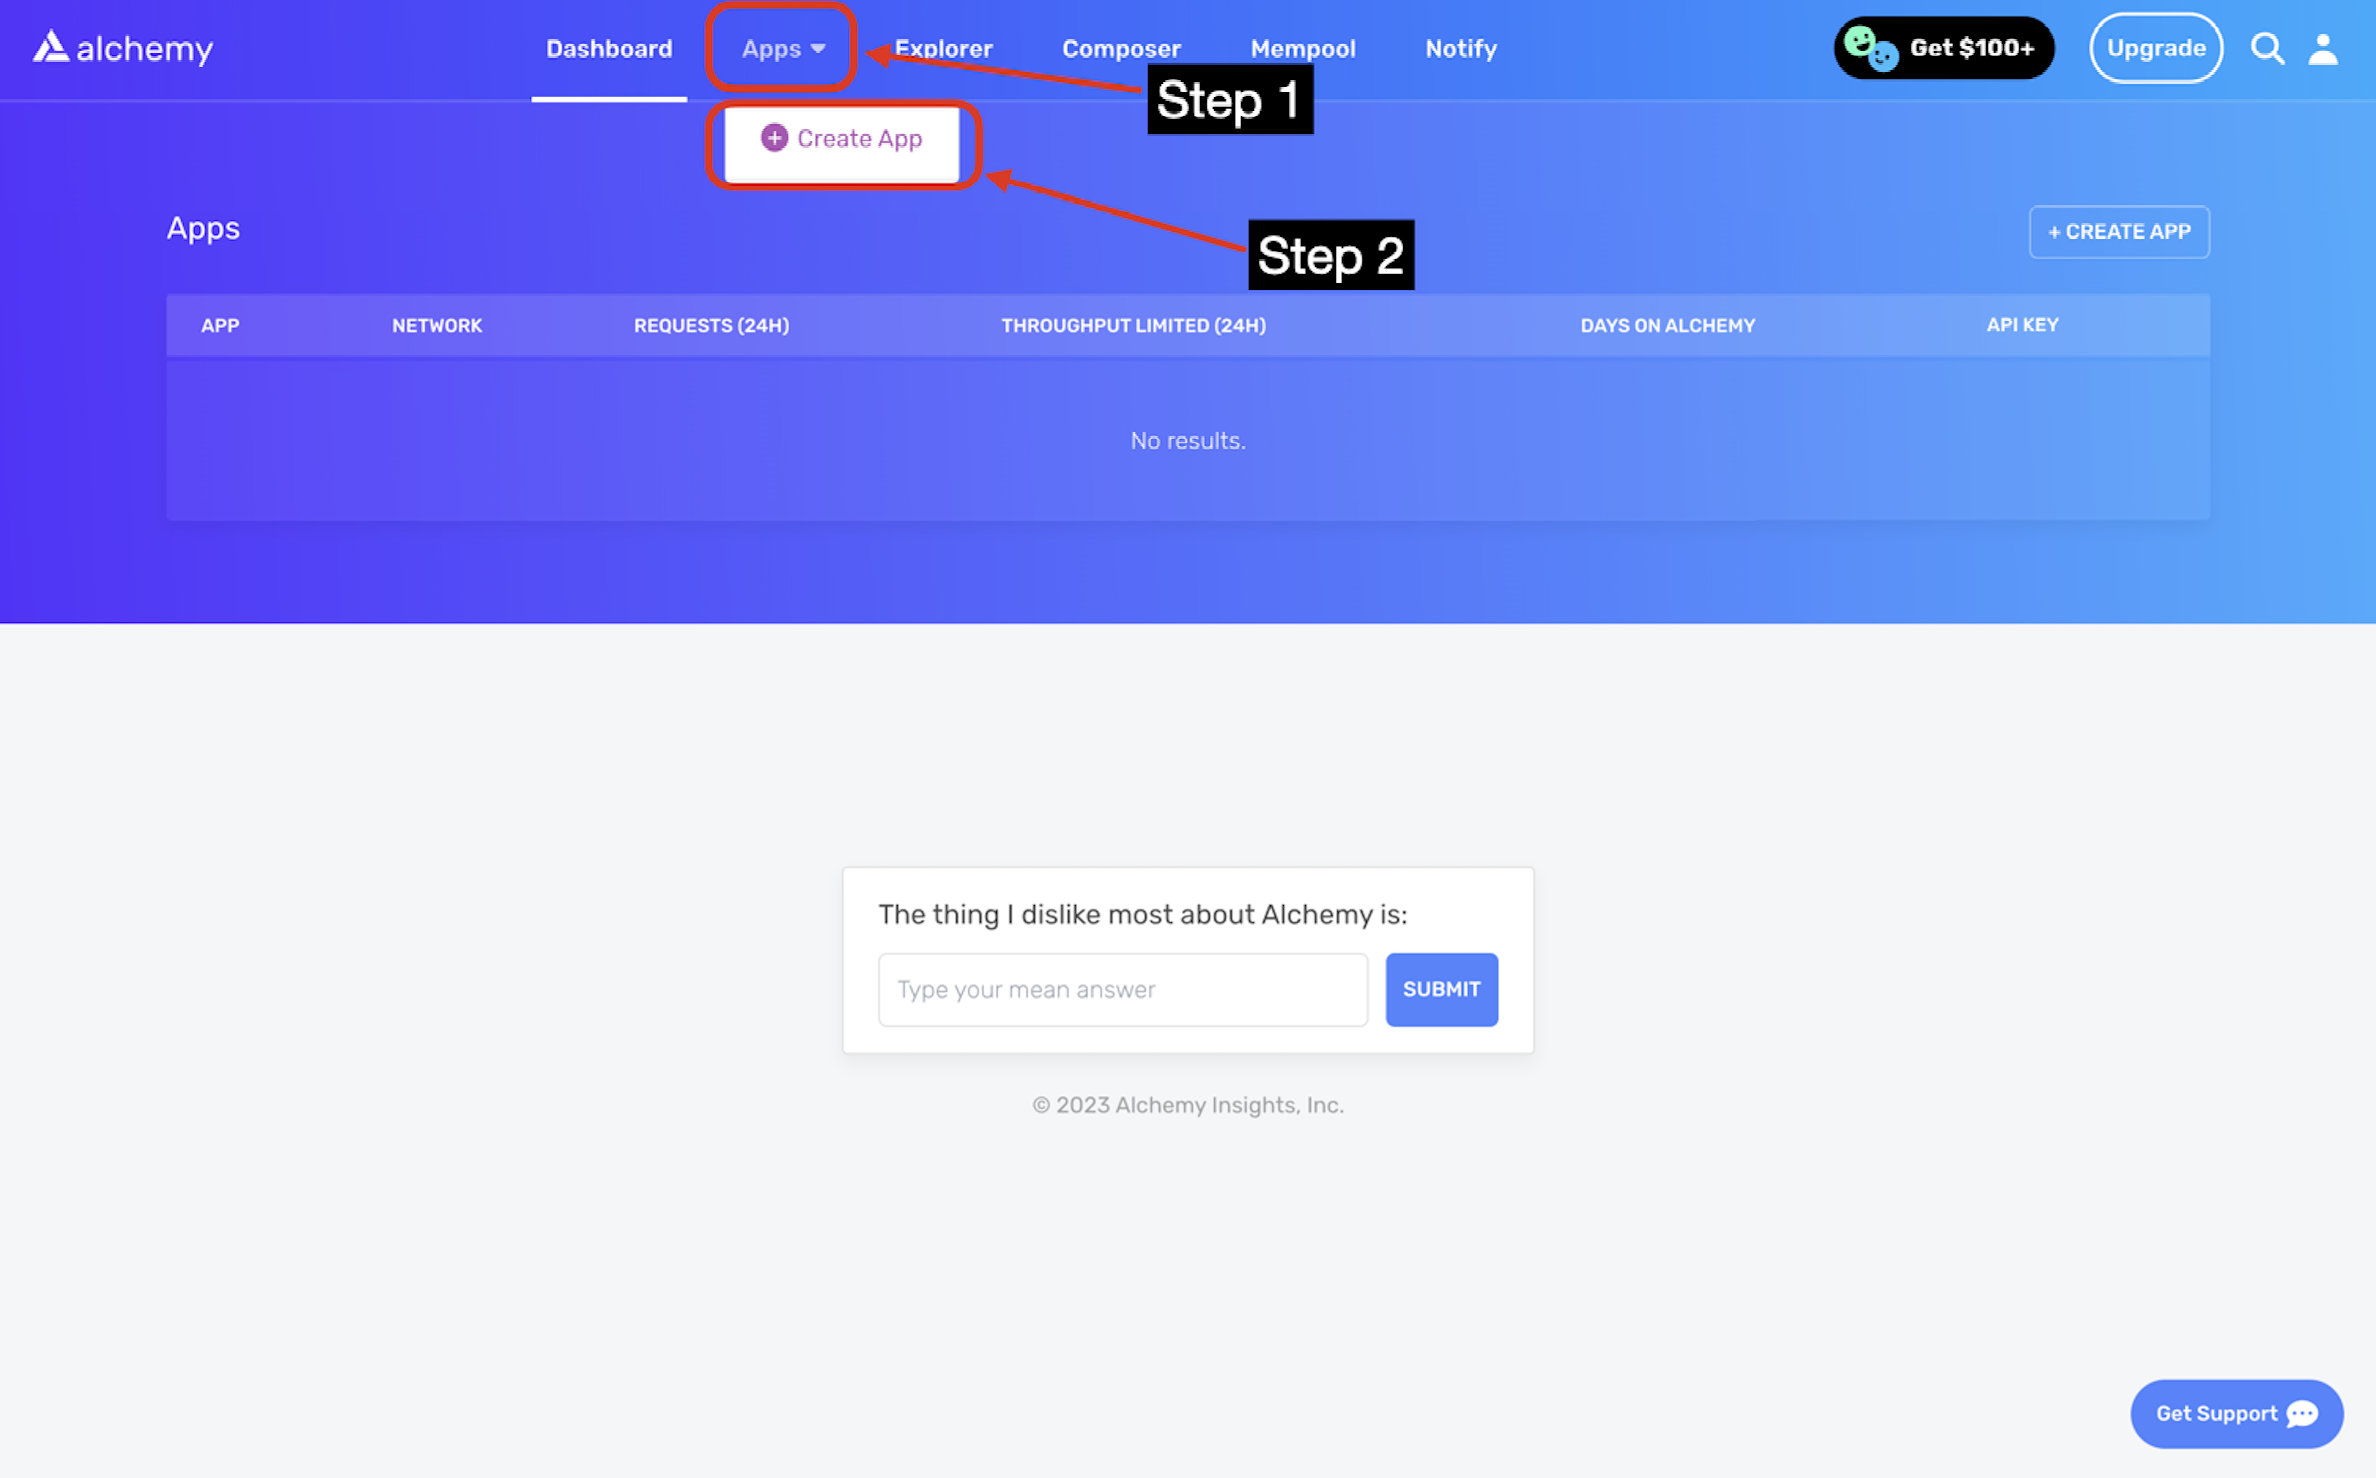 alchemy
Dashboard Apps Explorer Composer Mempool Notify Get $100+ Upgrade
Step 1
Create App
Step 2
Apps
+ CREATE APP
APP NETWORK REQUESTS (24H) THROUGHPUT LIMITED (24H) DAYS ON ALCHEMY API KEY
No results.
The thing I dislike most about Alchemy is:
Type your mean answer SUBMIT
© 2023 Alchemy Insights, Inc.
Get Support